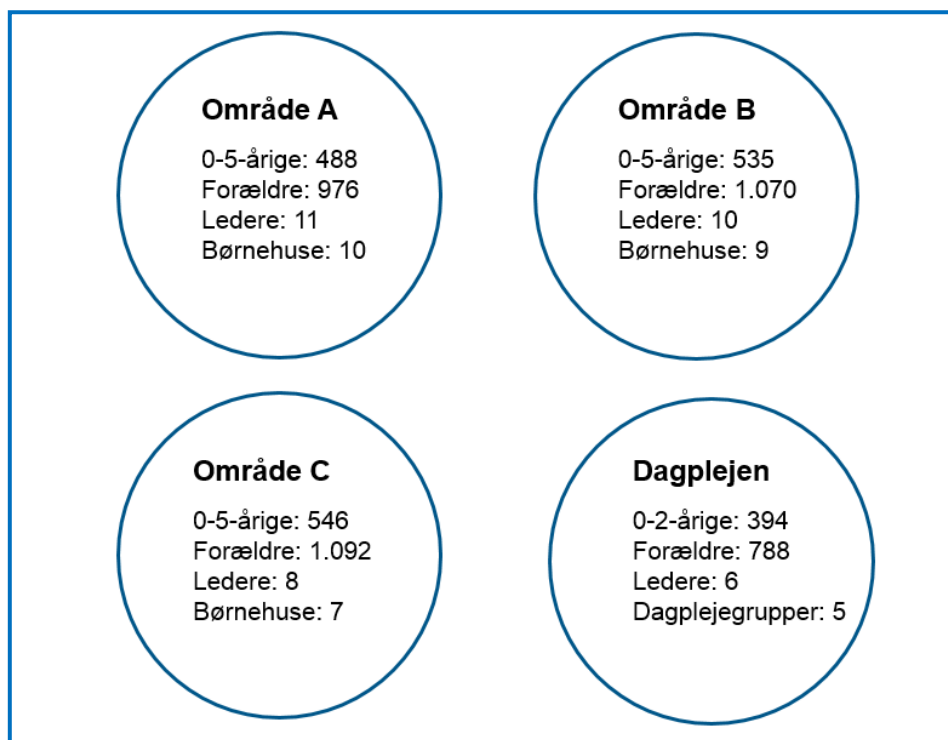 Område A
0-5-årige: 488
Forældre: 976
Ledere: 11
Børnehuse: 10
Område B
0-5-årige: 535
Forældre: 1.070
Ledere: 10
Børnehuse: 9
Område C
0-5-årige: 546
Forældre: 1.092
Ledere: 8
Børnehuse: 7
Dagplejen
0-2-årige: 394
Forældre: 788
Ledere: 6
Dagplejegrupper: 5